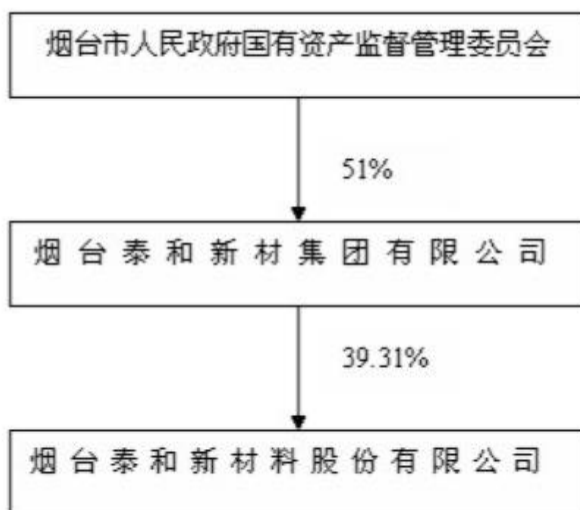 烟台市人民政府国有资产监督管理委员会
51%
烟台泰和新材集团有限公司
39.31%
烟台泰和新材料股份有限公司